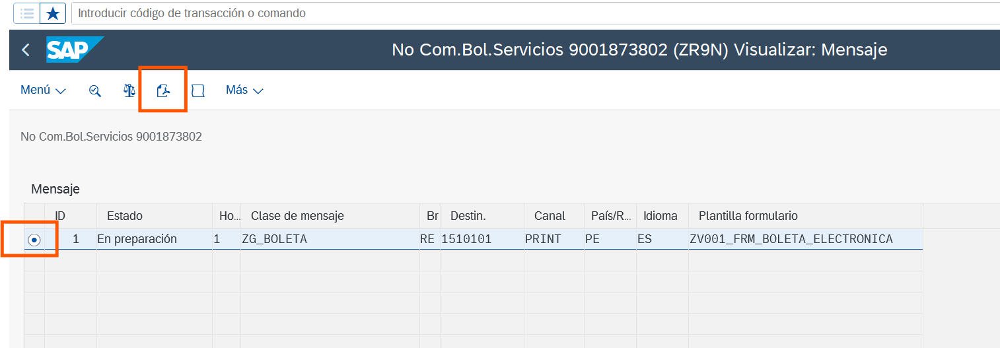 Introducir código de transacción o comando
SAP
No Com.Bol.Servicios 9001873802 (ZR9N) Visualizar: Mensaje
Menú
Más
No Com.Bol.Servicios 9001873802
Mensaje
ID Estado Ho... Clase de mensaje Br Destin. Canal País/R... Idioma Plantilla formulario
1 En preparación 1 ZG_BOLETA RE 1510101 PRINT PE ES ZV001_FRM_BOLETA_ELECTRONICA